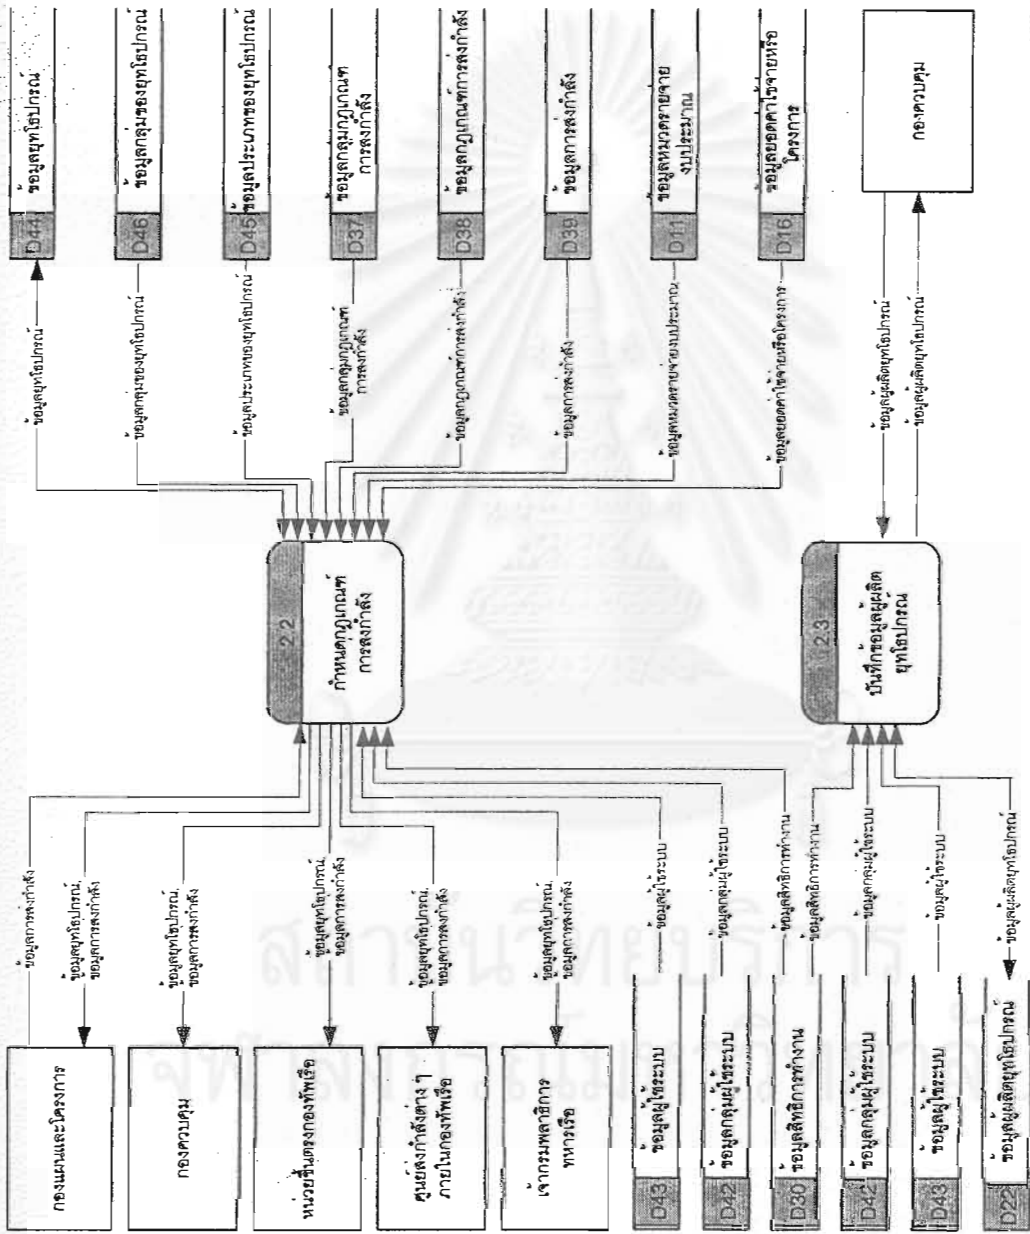 กองแผนและโครงการ
กองควบคุม
หน่วยขึ้นตรงกองทัพเรือ
ศูนย์ส่งกำลังต่าง ๆ
ภายในกองทัพเรือ
เจ้ากรมพลาธิการ
ทหารเรือ
D43
ข้อมูลผู้ใช้ระบบ
D42
ข้อมูลกลุ่มผู้ใช้ระบบ
D30
ข้อมูลสิทธิการทำงาน
D42
ข้อมูลกลุ่มผู้ใช้ระบบ
D43
ข้อมูลผู้ใช้ระบบ
D22
ข้อมูลผู้ผลิตยุทโธปกรณ์
ข้อมูลการส่งกำลัง
ข้อมูลยุทโธปกรณ์,
ข้อมูลการส่งกำลัง
ข้อมูลยุทโธปกรณ์,
ข้อมูลการส่งกำลัง
ข้อมูลยุทโธปกรณ์,
ข้อมูลการส่งกำลัง
ข้อมูลยุทโธปกรณ์,
ข้อมูลการส่งกำลัง
ข้อมูลยุทโธปกรณ์,
ข้อมูลการส่งกำลัง
ข้อมูลผู้ใช้ระบบ
ข้อมูลกลุ่มผู้ใช้ระบบ
ข้อมูลสิทธิการทำงาน
ข้อมูลสิทธิการทำงาน
ข้อมูลกลุ่มผู้ใช้ระบบ
ข้อมูลผู้ใช้ระบบ
ข้อมูลผู้ผลิตยุทโธปกรณ์
2.2
กำหนดกฎเกณฑ์
การส่งกำลัง
2.3
บันทึกข้อมูลผู้ผลิต
ยุทโธปกรณ์
ข้อมูลยุทโธปกรณ์
ข้อมูลกลุ่มของยุทโธปกรณ์
ข้อมูลประเภทของยุทโธปกรณ์
ข้อมูลกลุ่มกฎเกณฑ์
การส่งกำลัง
ข้อมูลกฎเกณฑ์การส่งกำลัง
ข้อมูลการส่งกำลัง
ข้อมูลหมวดรายจ่ายงบประมาณ
ข้อมูลยอดค่าใช้จ่ายหรือโครงการ
ข้อมูลผู้ผลิตยุทโธปกรณ์
ข้อมูลผู้ผลิตยุทโธปกรณ์
D44
ข้อมูลยุทโธปกรณ์
D46
ข้อมูลกลุ่มของยุทโธปกรณ์
D45
ข้อมูลประเภทของยุทโธปกรณ์
D37
ข้อมูลกลุ่มกฎเกณฑ์
การส่งกำลัง
D38
ข้อมูลกฎเกณฑ์การส่งกำลัง
D39
ข้อมูลการส่งกำลัง
D11
ข้อมูลหมวดรายจ่าย
งบประมาณ
D16
ข้อมูลยอดค่าใช้จ่ายหรือ
โครงการ
กองควบคุม
สถาบันวิทยบริการ
จุฬาลงกรณ์มหาวิทยาลัย